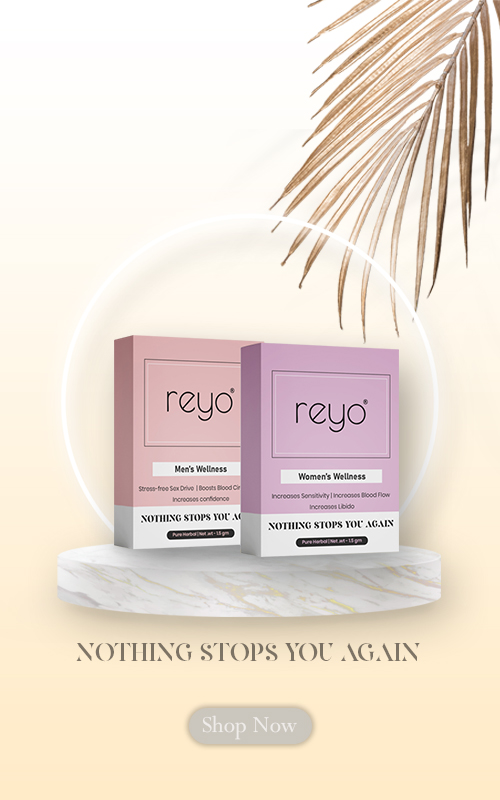 reyo®
Men's Wellness
Stress-free Sex Drive | Boosts Blood Cir
Increases confidence
NOTHING STOPS YOU AG
Pure Herbal | Net .wt - 1.5 gm
reyo®
Women's Wellness
Increases Sensitivity | Increases Blood Flow
Increases Libido
NOTHING STOPS YOU AGAIN
Pure Herbal | Net .wt - 1.5 gm
NOTHING STOPS YOU AGAIN
Shop Now